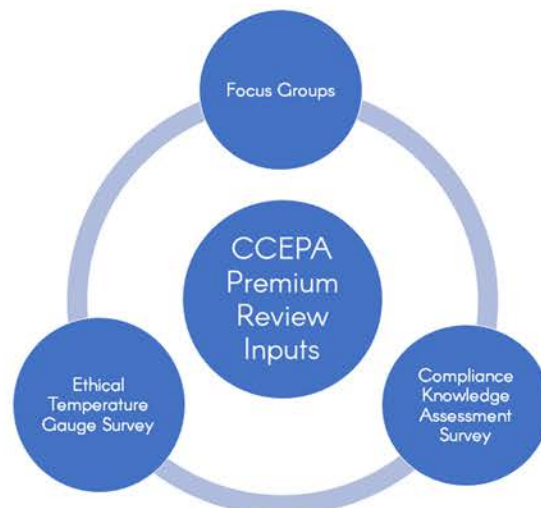 Focus Groups
CCEPA
Premium
Review
Inputs
Ethical
Temperature
Gauge Survey
Compliance
Knowledge
Assessment
Survey